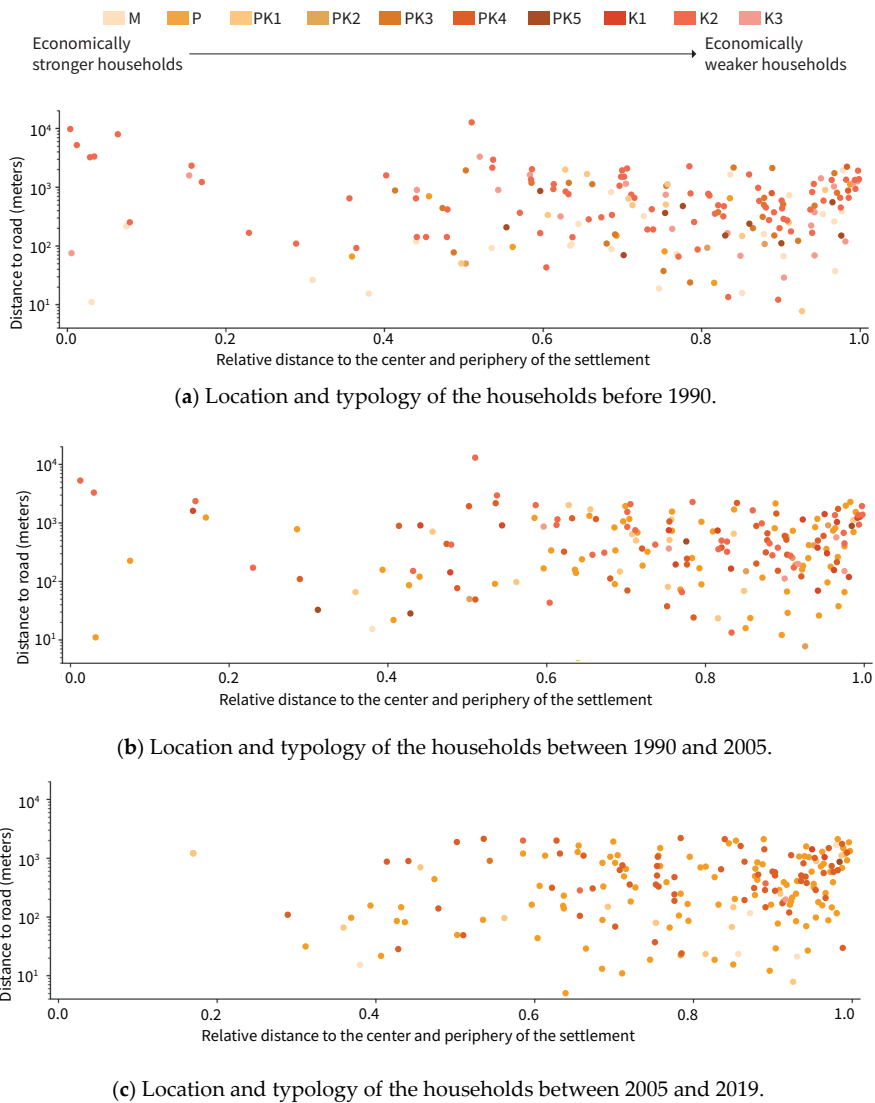 M P PK1 PK2 PK3 PK4 PK5 K1 K2 K3
Economically
stronger households
Economically
weaker households
Distance to road (meters)
10⁴
10³
10²
10¹
0.0 0.2 0.4 0.6 0.8 1.0
Relative distance to the center and periphery of the settlement
(a) Location and typology of the households before 1990.
Distance to road (meters)
10⁴
10³
10²
10¹
0.0 0.2 0.4 0.6 0.8 1.0
Relative distance to the center and periphery of the settlement
(b) Location and typology of the households between 1990 and 2005.
Distance to road (meters)
10⁴
10³
10²
10¹
0.0 0.2 0.4 0.6 0.8 1.0
Relative distance to the center and periphery of the settlement
(c) Location and typology of the households between 2005 and 2019.